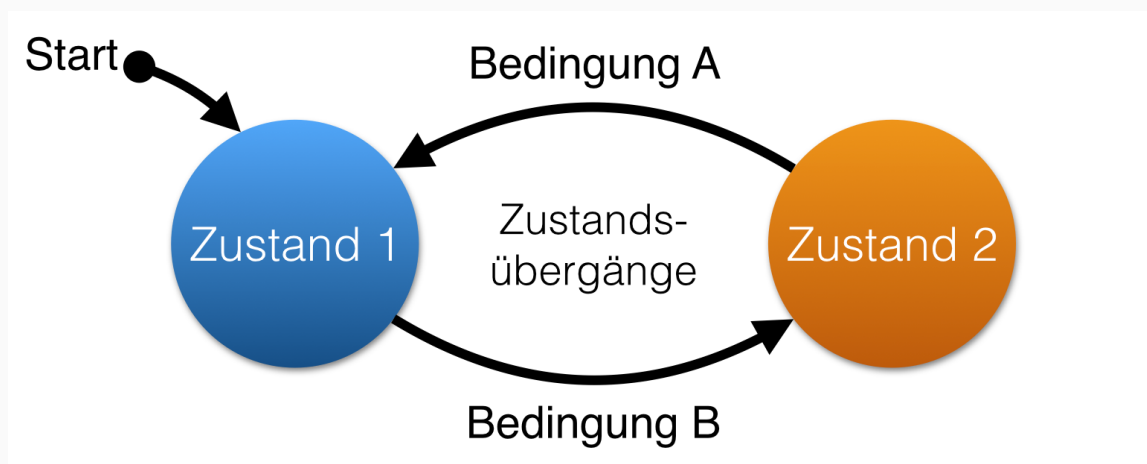 Start
Bedingung A
Zustand 1
Zustands-
übergänge
Zustand 2
Bedingung B